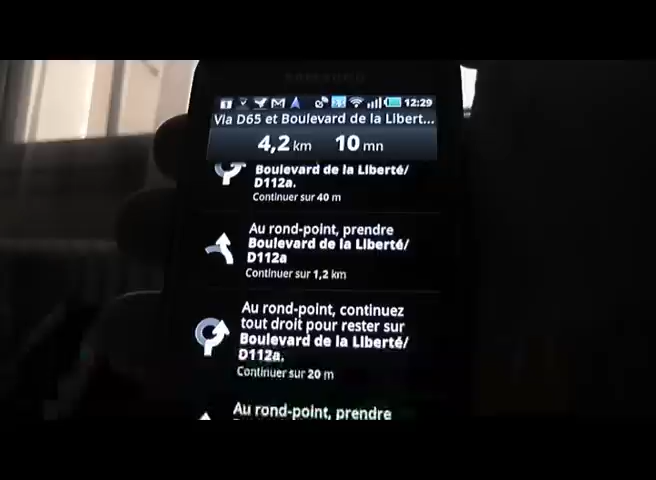 SAMSUNG
12:29
Via D65 et Boulevard de la Libert...
4,2 km 10 mn
Boulevard de la Liberté/
D112a.
Continuer sur 40 m
Au rond-point, prendre
Boulevard de la Liberté/
D112a
Continuer sur 1,2 km
Au rond-point, continuez
tout droit pour rester sur
Boulevard de la Liberté/
D112a.
Continuer sur 20 m
Au rond-point, prendre